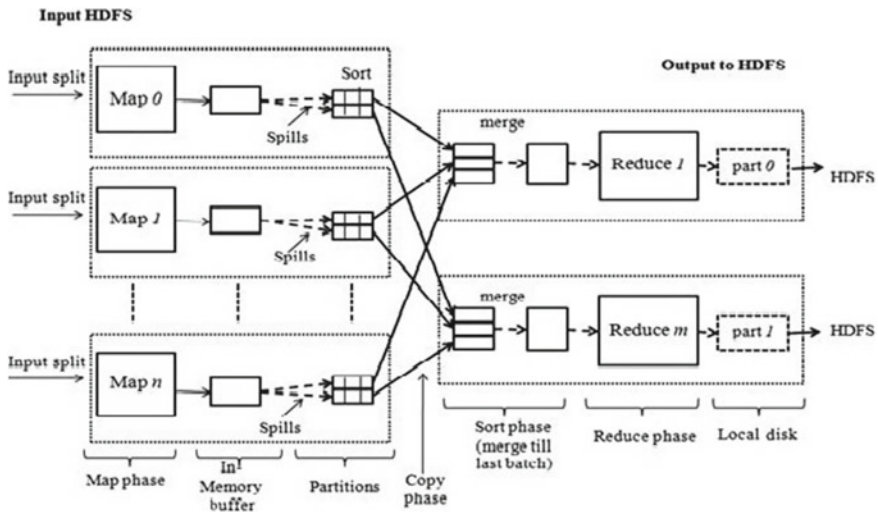 Input HDFS
Input split
Map 0
Spills
Sort
Input split
Map 1
Spills
Input split
Map n
Spills
Output to HDFS
merge
Reduce 1
part 0
HDFS
merge
Reduce m
part 1
HDFS
Map phase
In
Memory
buffer
Partitions
Copy
phase
Sort phase
(merge till
last batch)
Reduce phase
Local disk